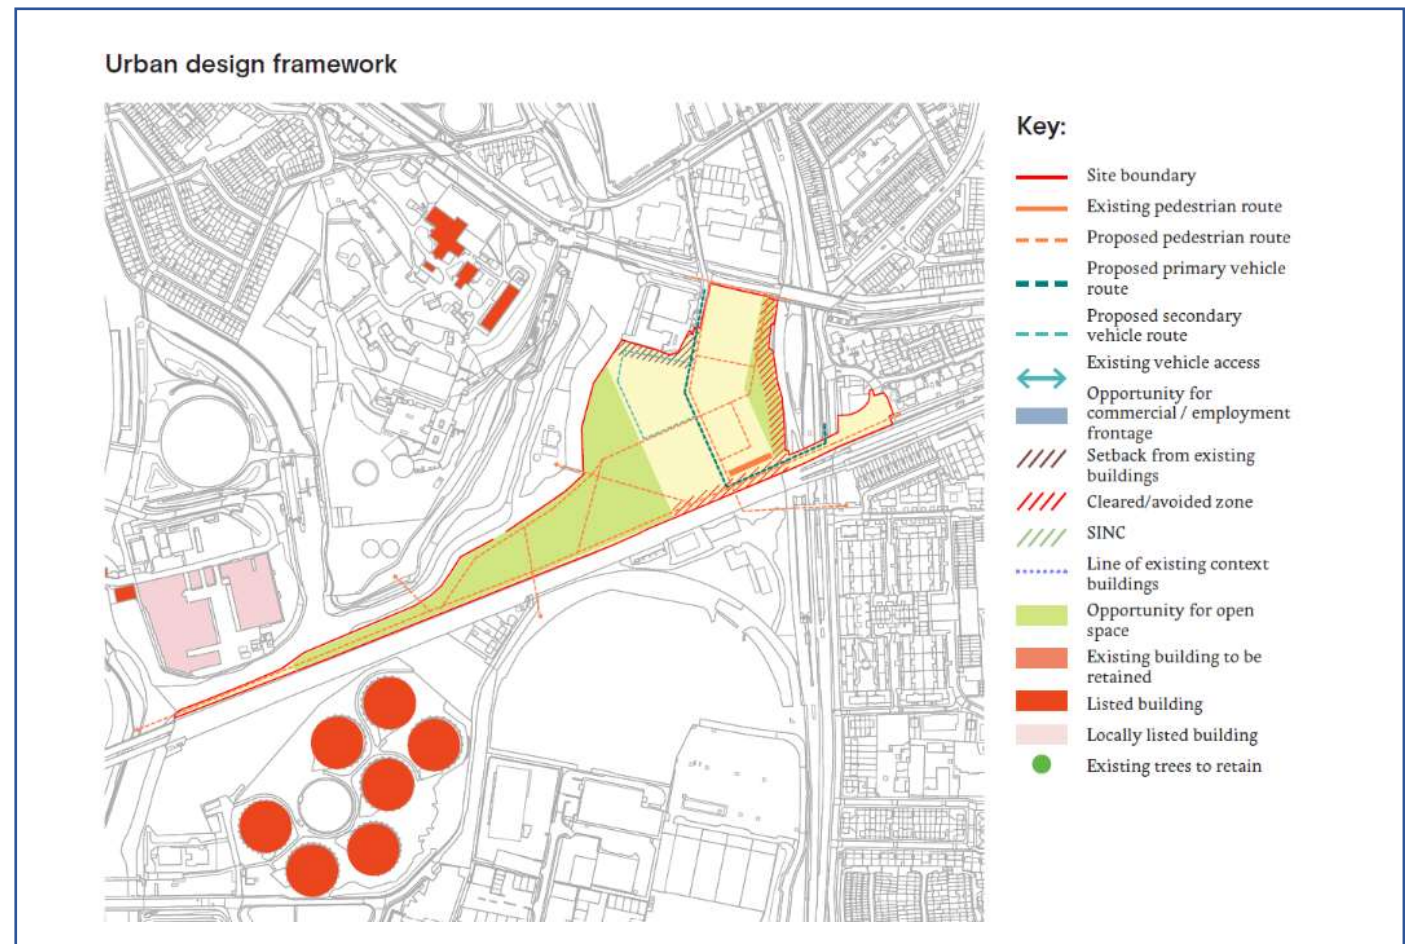 Urban design framework
Key:
Site boundary
Existing pedestrian route
Proposed pedestrian route
Proposed primary vehicle
route
Proposed secondary
vehicle route
Existing vehicle access
Opportunity for
commercial / employment
frontage
Setback from existing
buildings
Cleared/avoided zone
SINC
Line of existing context
buildings
Opportunity for open
space
Existing building to be
retained
Listed building
Locally listed building
Existing trees to retain